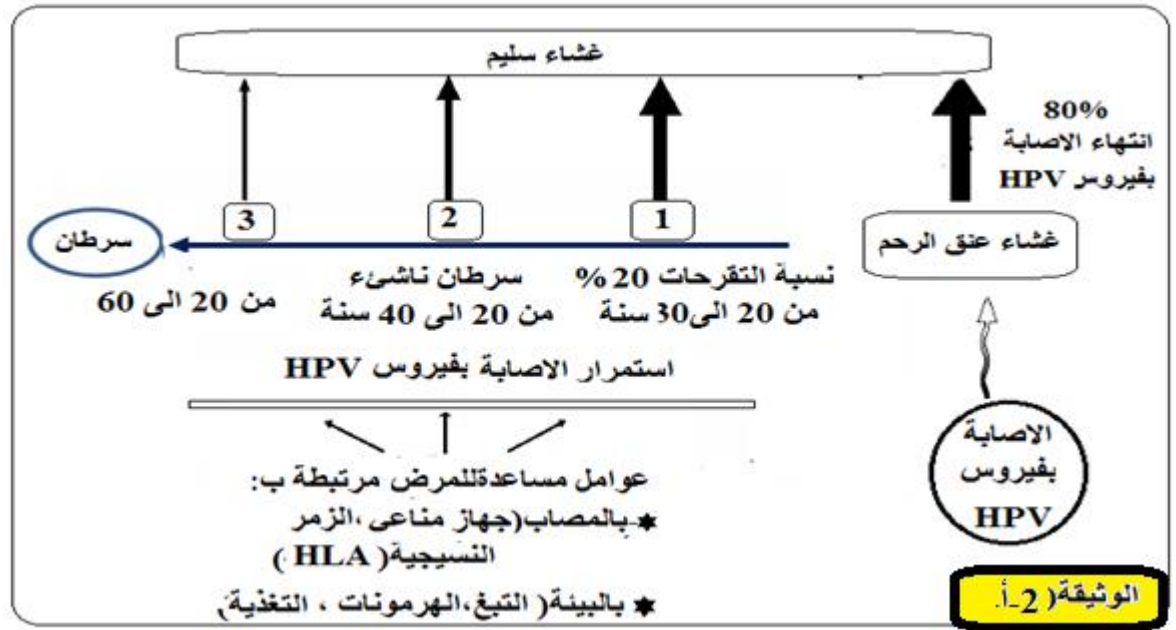 غشاء سليم
80%
انتهاء الاصابة
بفيروس HPV
غشاء عنق الرحم
1
2
3
سرطان
نسبة التقرحات 20%
من 20 الى30 سنة
سرطان ناشئء
من 20 الى 40 سنة
من 20 الى 60
استمرار الاصابة بفيروس HPV
الاصابة
بفيروس
HPV
عوامل مساعدةللمرض مرتبطة ب:
بالمصاب(جهاز مناعى ،الزمر
النسيجية( HLA )
بالبيئة( التبغ،الهرمونات ، التغذية)
الوثيقة( 2-أ.